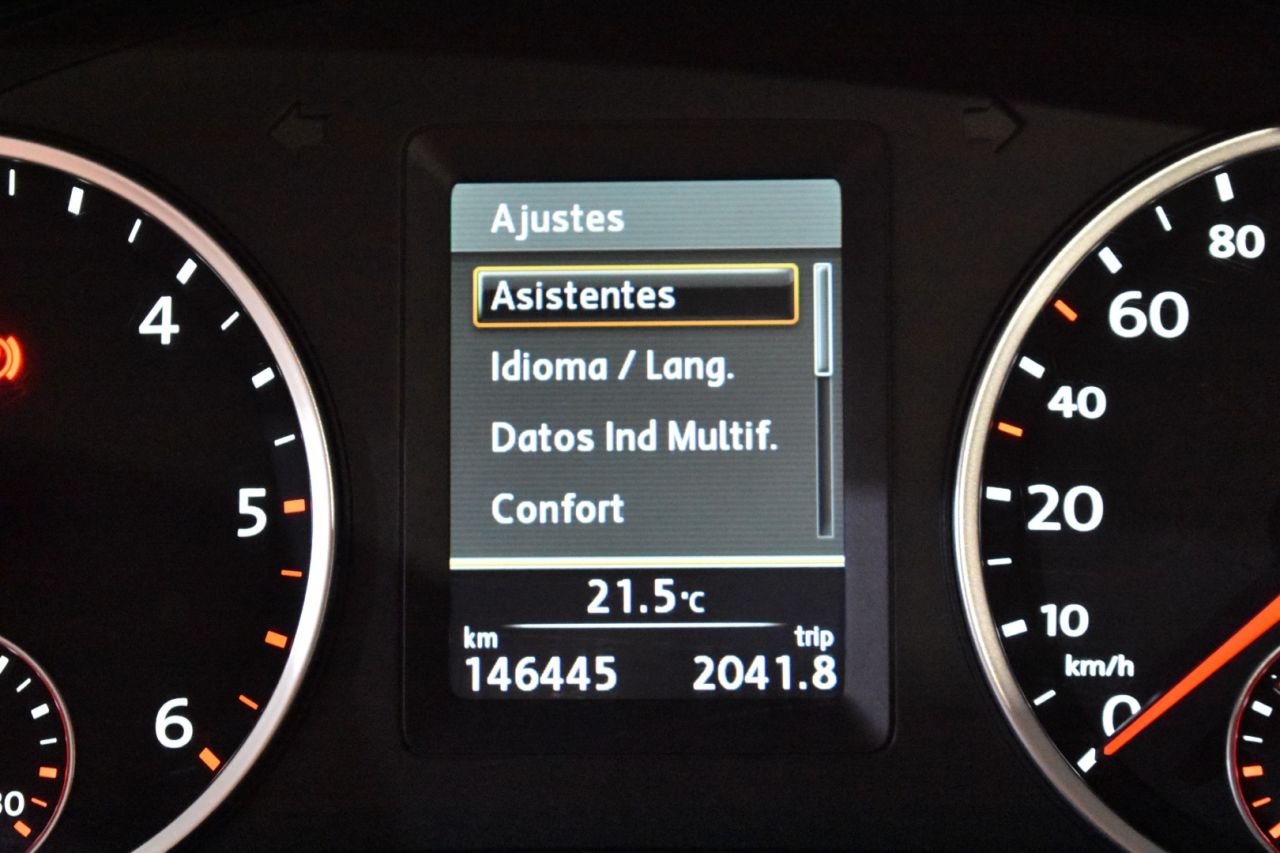 Ajustes
Asistentes
Idioma / Lang.
Datos Ind Multif.
Confort
21.5°C
km trip
146445 2041.8
4
5
6
80
60
40
20
10
km/h
0